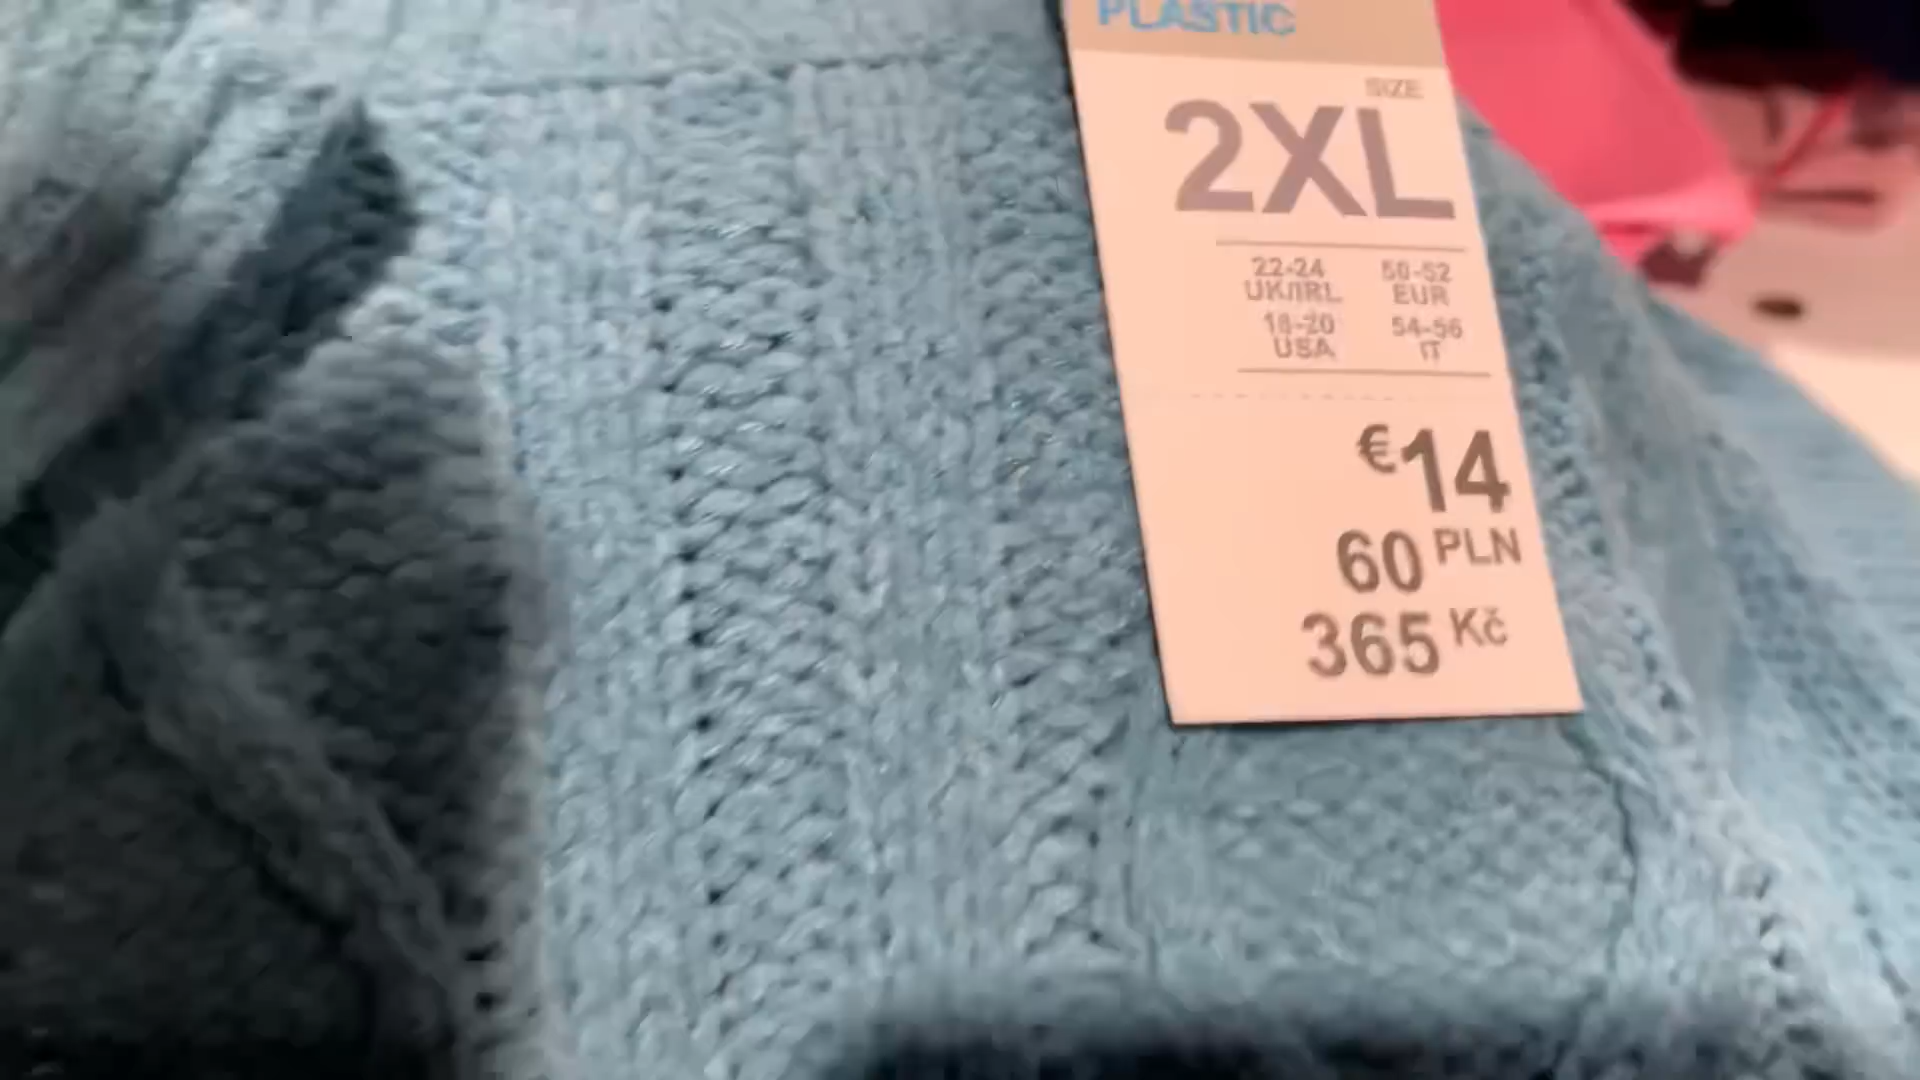 PLASTIC
SIZE
2XL
22-24 50-52
UK/IRL EUR
18-20 54-56
USA IT
€14
60 PLN
365 Kč